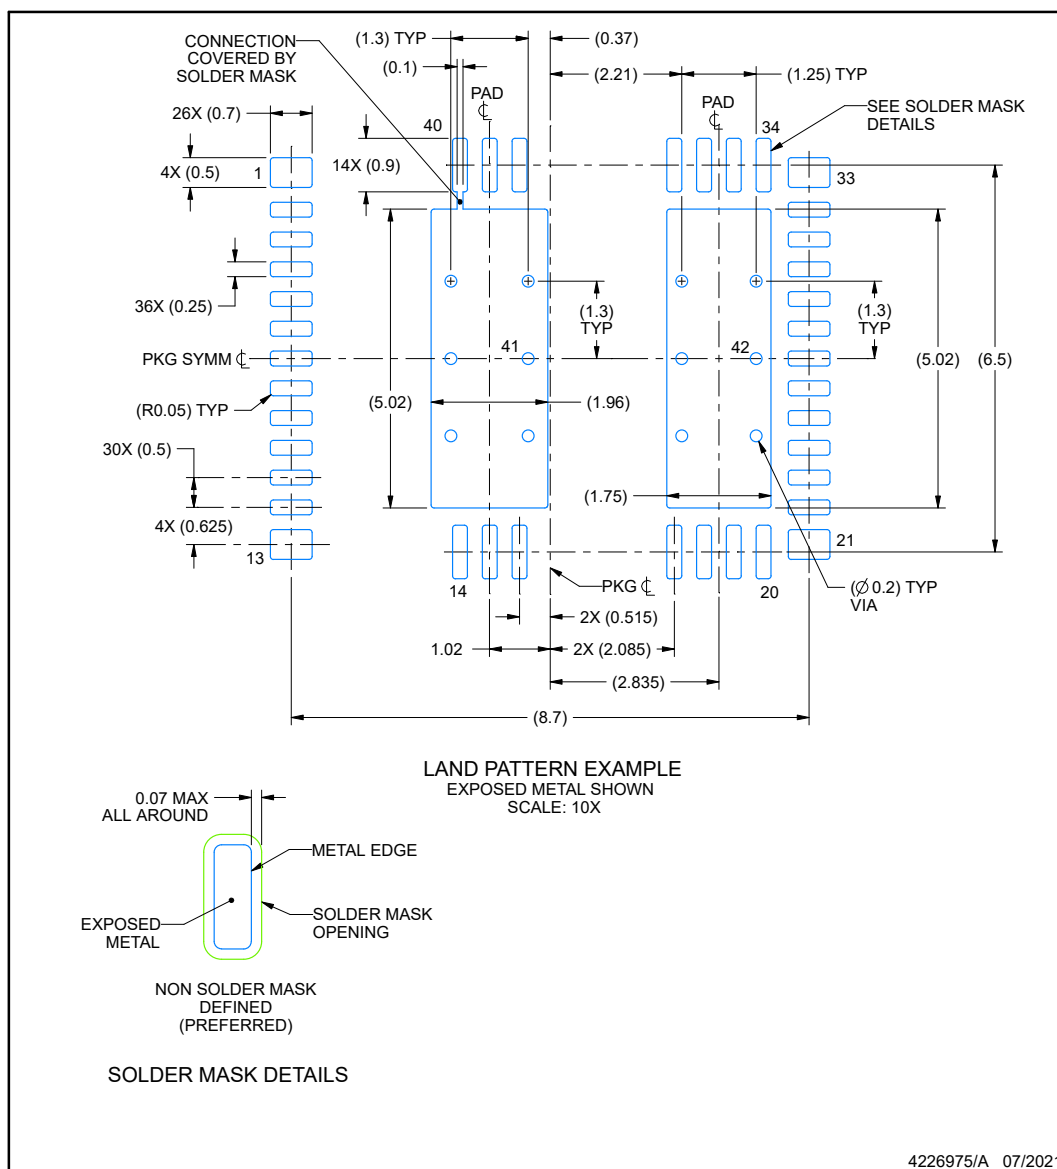 CONNECTION
COVERED BY
SOLDER MASK
(1.3) TYP
(0.37)
(0.1)
(2.21)
(1.25) TYP
PAD
℄
PAD
℄
26X (0.7)
40
34
SEE SOLDER MASK
DETAILS
14X (0.9)
4X (0.5)
1
33
36X (0.25)
(1.3)
TYP
(1.3)
TYP
PKG SYMM ℄
41
42
(5.02)
(6.5)
(R0.05) TYP
(5.02)
(1.96)
30X (0.5)
(1.75)
4X (0.625)
13
21
14
PKG ℄
20
(∅ 0.2) TYP
VIA
2X (0.515)
1.02
2X (2.085)
(2.835)
(8.7)
LAND PATTERN EXAMPLE
EXPOSED METAL SHOWN
SCALE: 10X
0.07 MAX
ALL AROUND
METAL EDGE
EXPOSED
METAL
SOLDER MASK
OPENING
NON SOLDER MASK
DEFINED
(PREFERRED)
SOLDER MASK DETAILS
4226975/A 07/2021